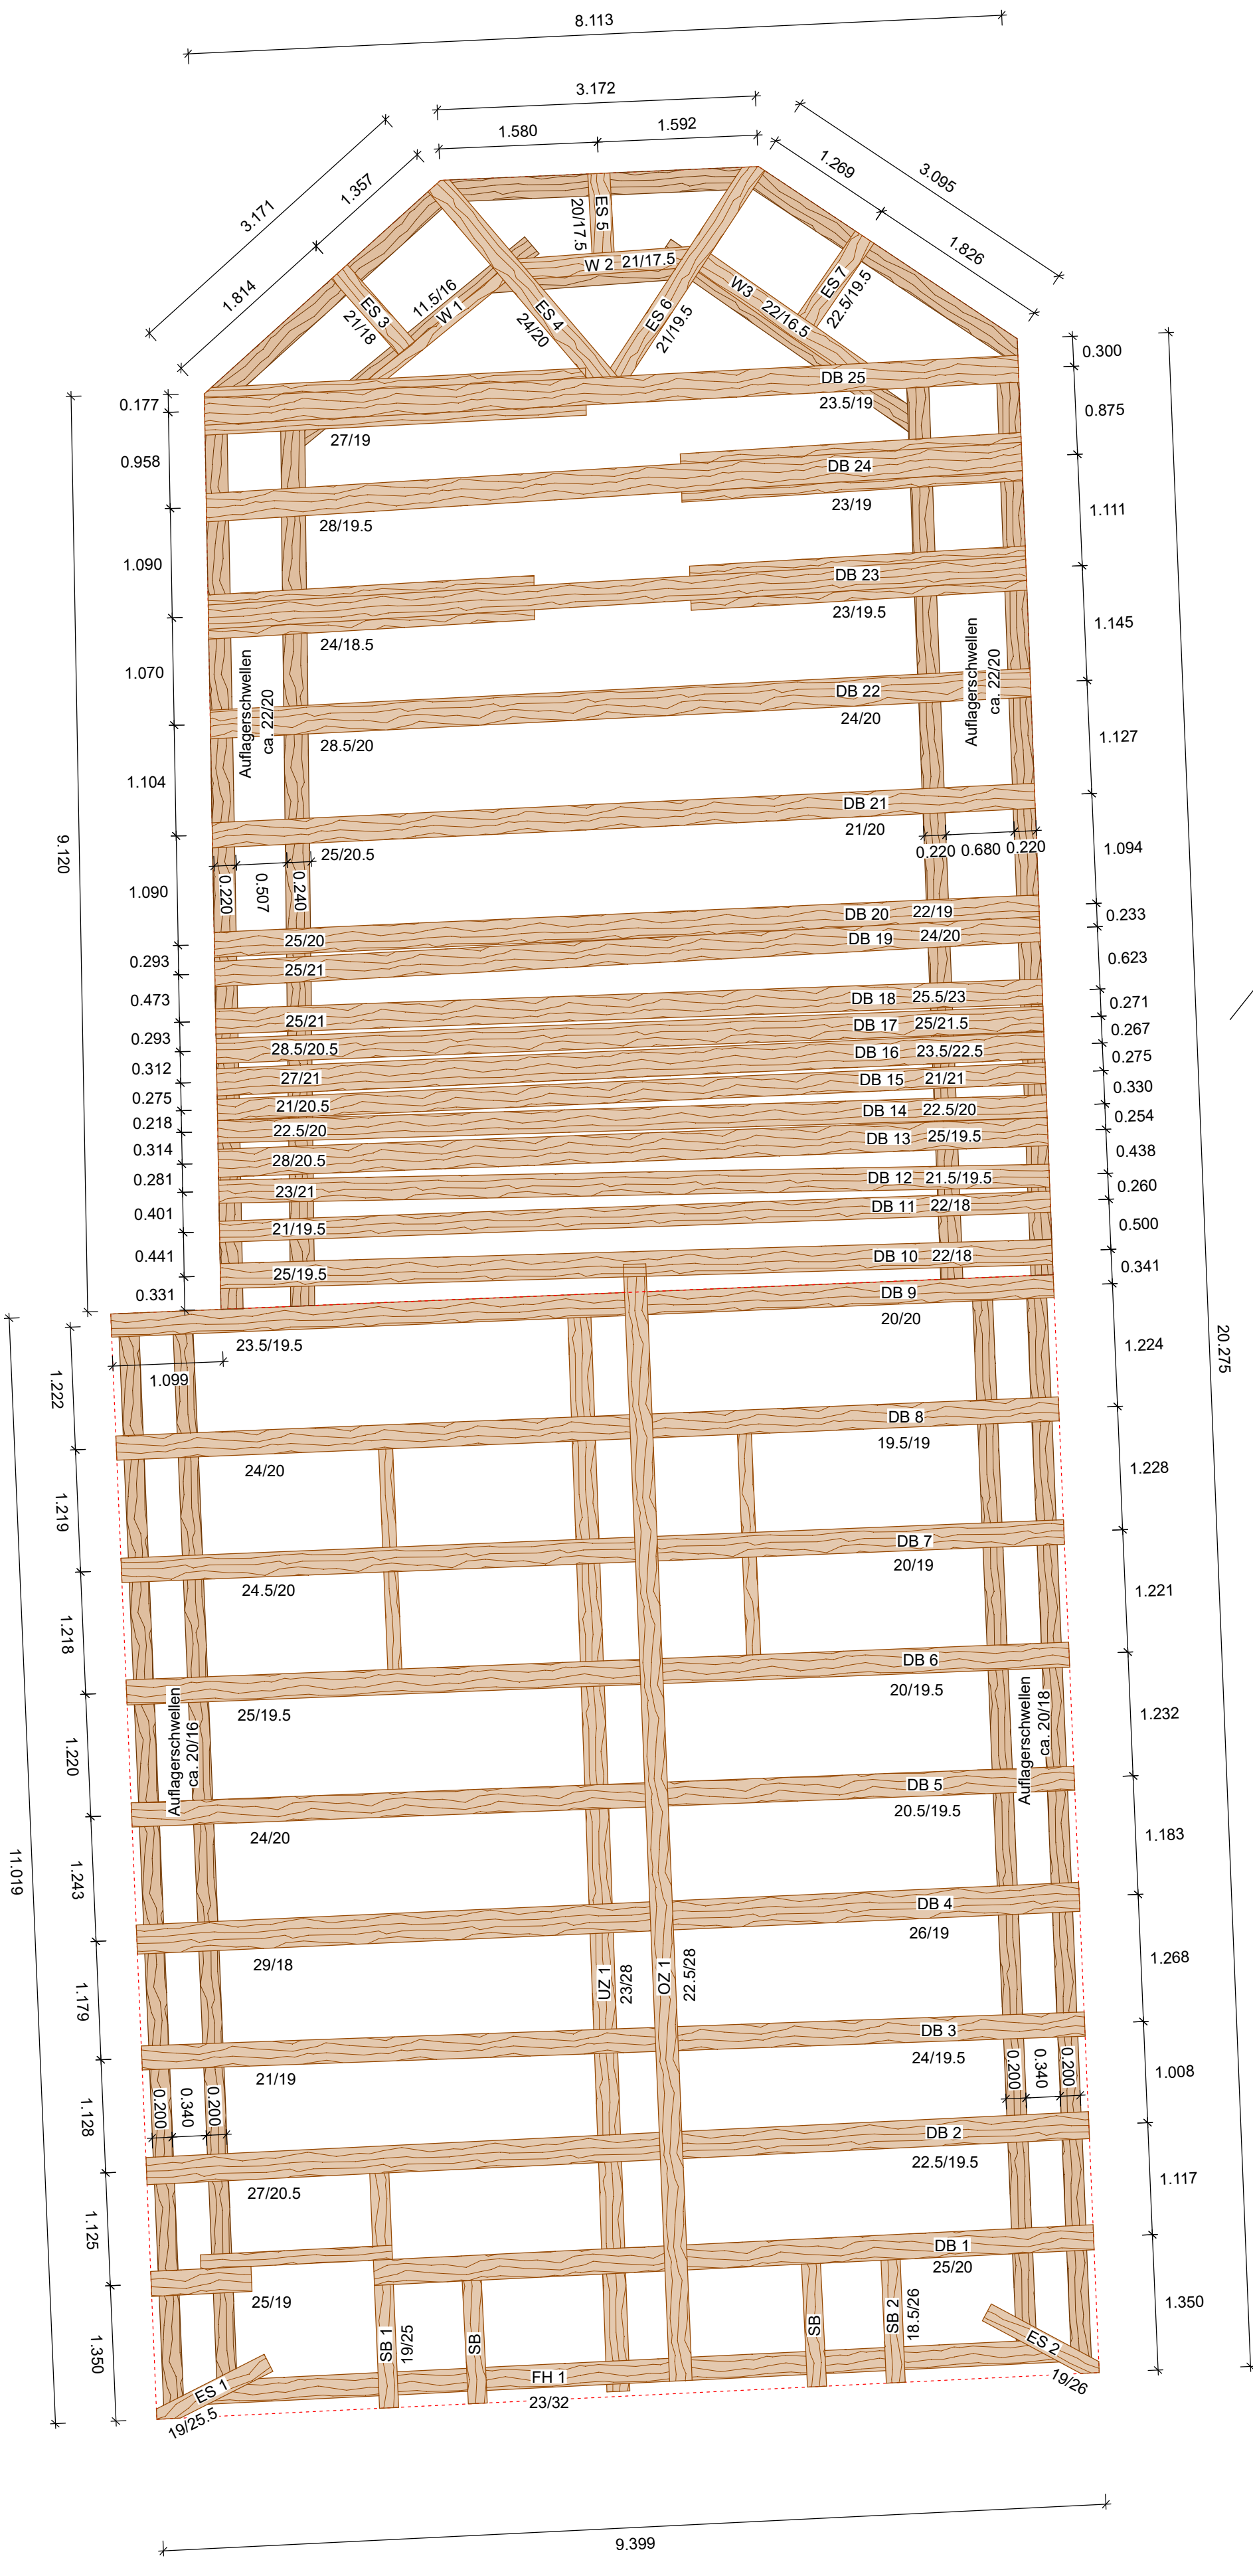 8.113
3.172
1.580
1.592
3.171
1.357
1.814
1.269
3.095
1.826
ES 5
20/17.5
W 2 21/17.5
ES 3
21/18
11.5/16
W 1
ES 4
24/20
ES 6
21/19.5
W3 22/16.5
ES 7
22.5/19.5
0.300
DB 25
0.177
23.5/19
0.875
27/19
0.958
DB 24
23/19
28/19.5
1.111
1.090
DB 23
23/19.5
24/18.5
1.145
1.070
Auflagerschwellen
ca. 22/20
Auflagerschwellen
ca. 22/20
DB 22
24/20
28.5/20
1.127
1.104
DB 21
21/20
25/20.5
9.120
0.220 0.680 0.220
1.094
1.090
0.220
0.507
0.240
DB 20 22/19
0.233
25/20
DB 19 24/20
0.293
25/21
0.623
0.473
DB 18 25.5/23
0.271
25/21
DB 17 25/21.5
0.267
0.293
28.5/20.5
DB 16 23.5/22.5
0.275
0.312
27/21
DB 15 21/21
0.330
0.275
21/20.5
DB 14 22.5/20
0.254
0.218
22.5/20
DB 13 25/19.5
0.438
0.314
28/20.5
0.281
DB 12 21.5/19.5
0.260
23/21
DB 11 22/18
0.401
21/19.5
0.500
0.441
DB 10 22/18
0.341
25/19.5
0.331
DB 9
20/20
23.5/19.5
1.224
20.275
1.099
1.222
DB 8
19.5/19
24/20
1.228
1.219
DB 7
20/19
24.5/20
1.221
1.218
DB 6
20/19.5
25/19.5
1.232
Auflagerschwellen
ca. 20/16
Auflagerschwellen
ca. 20/18
1.220
DB 5
20.5/19.5
24/20
1.183
11.019
1.243
DB 4
26/19
29/18
1.268
UZ 1
23/28
OZ 1
22.5/28
1.179
DB 3
24/19.5
21/19
1.008
0.200
0.340
0.200
0.200
0.340
0.200
1.128
DB 2
22.5/19.5
27/20.5
1.117
1.125
DB 1
25/20
25/19
1.350
1.350
SB 1
19/25
SB
SB
SB 2
18.5/26
ES 2
19/26
ES 1
19/25.5
FH 1
23/32
9.399